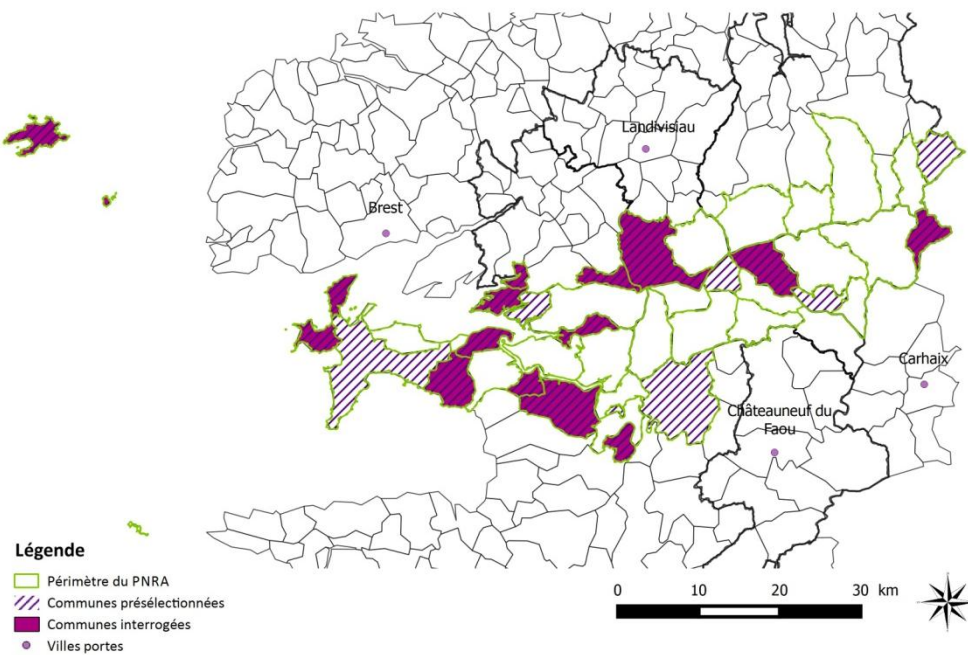 Landivisiau
Brest
Carhaix
Châteauneuf du
Faou
Légende
Périmètre du PNRA
Communes présélectionnées
Communes interrogées
Villes portes
0 10 20 30 km